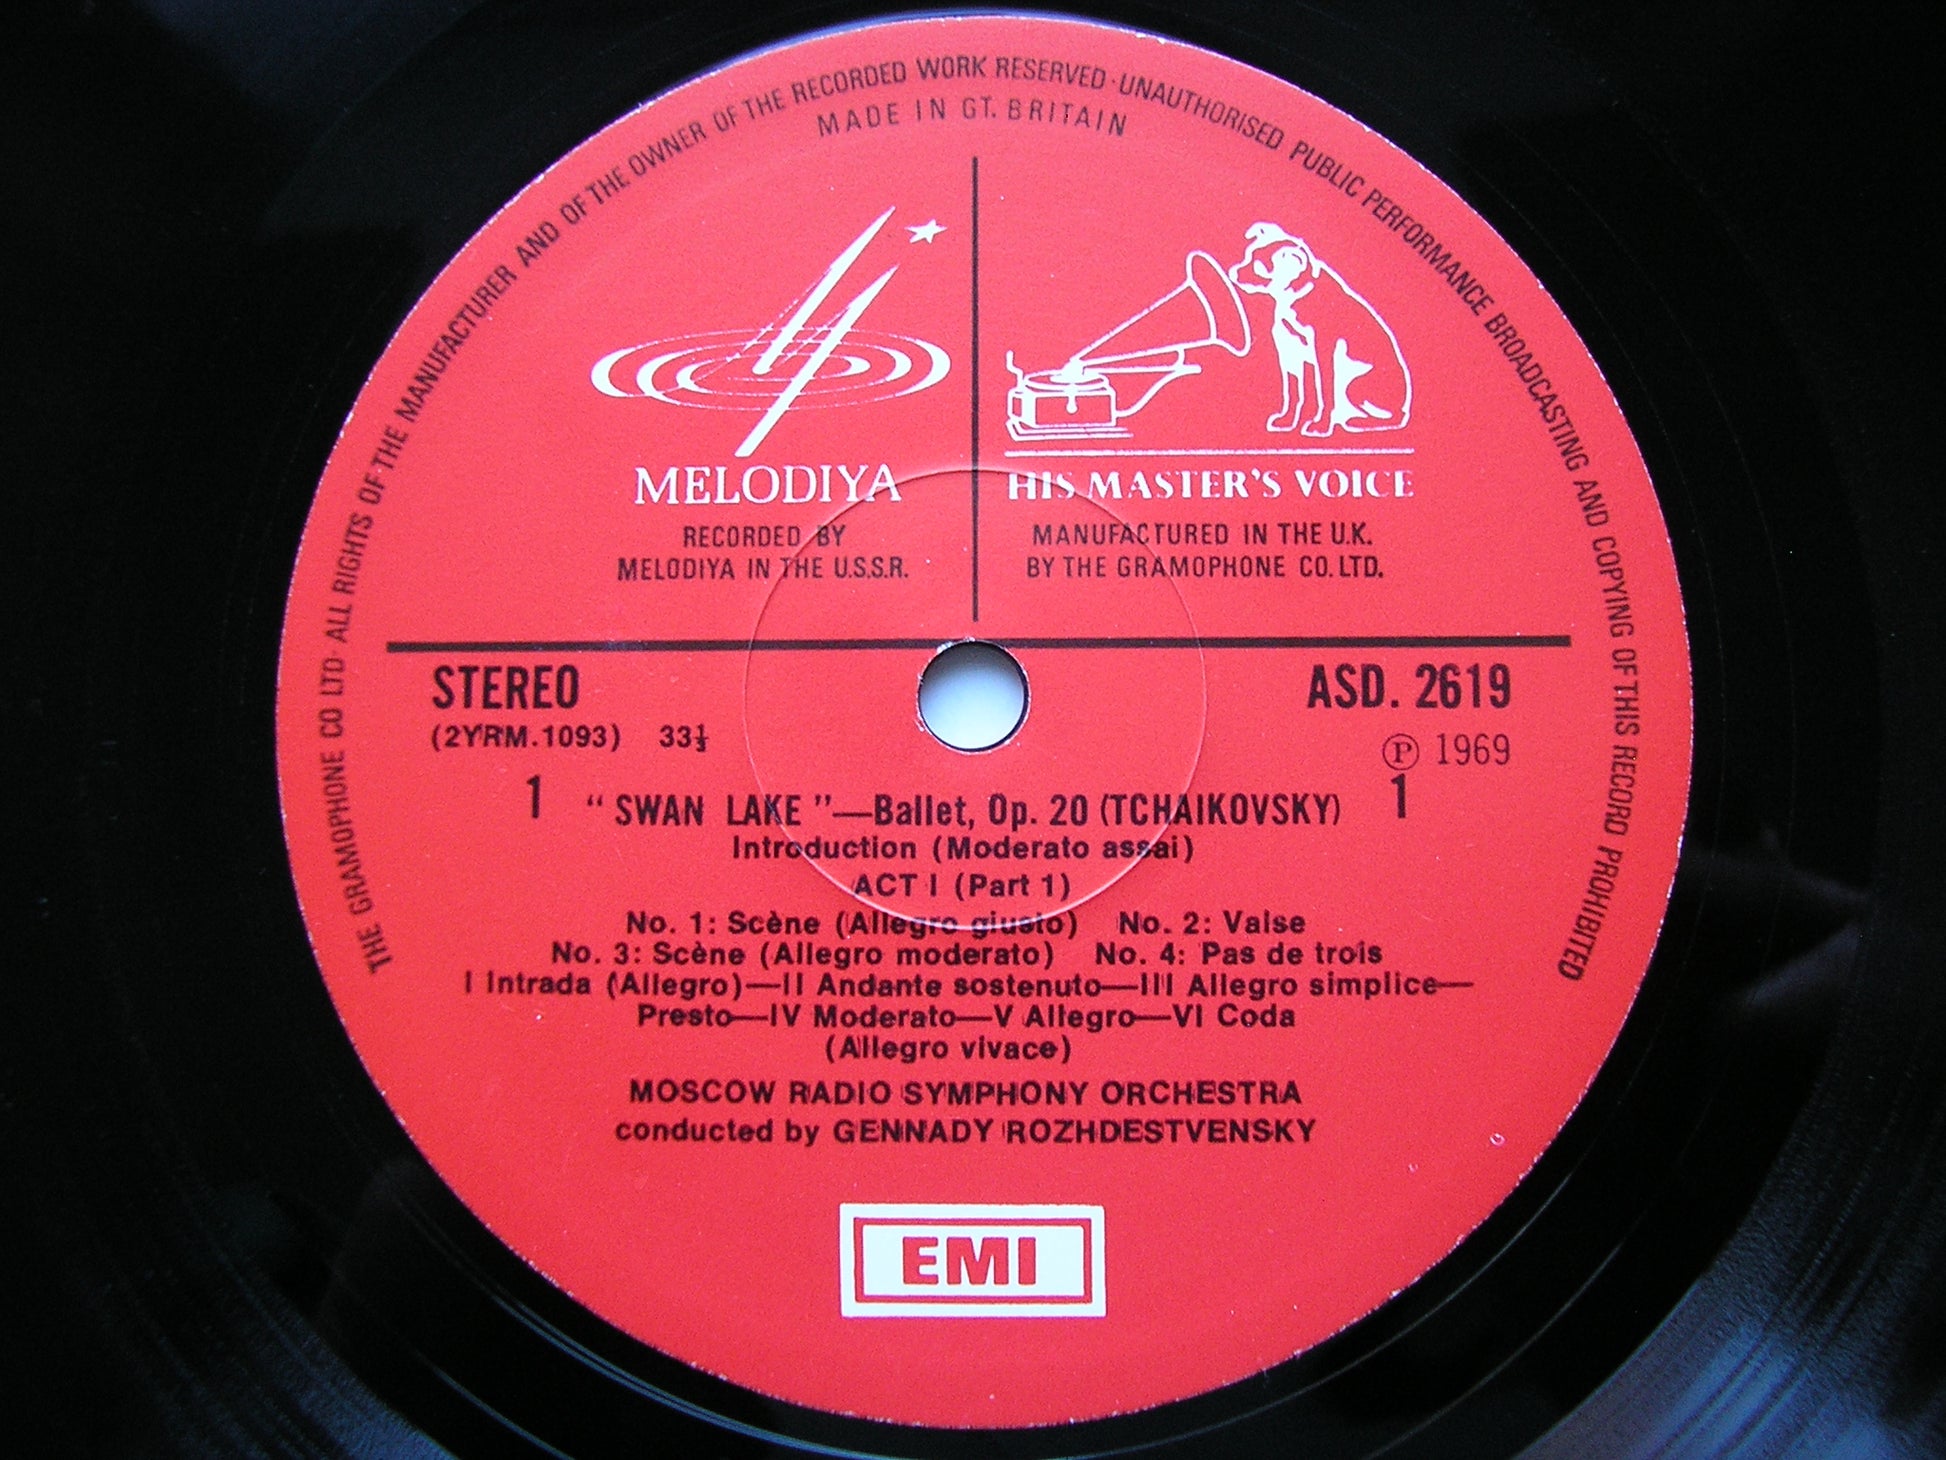 THE GRAMOPHONE CO LTD· ALL RIGHTS OF THE MANUFACTURER AND OF THE OWNER OF THE RECORDED WORK RESERVED · UNAUTHORISED PUBLIC PERFORMANCE BROADCASTING AND COPYING OF THIS RECORD PROHIBITED
MADE IN GT. BRITAIN
MELODIYA
RECORDED BY
MELODIYA IN THE U.S.S.R.
HIS MASTER'S VOICE
MANUFACTURED IN THE U.K.
BY THE GRAMOPHONE CO. LTD.
STEREO
(2YRM.1093) 33⅓
ASD. 2619
℗ 1969
1 "SWAN LAKE"—Ballet, Op. 20 (TCHAIKOVSKY) 1
Introduction (Moderato assai)
ACT I (Part 1)
No. 1: Scène (Allegro giusto) No. 2: Valse
No. 3: Scène (Allegro moderato) No. 4: Pas de trois
I Intrada (Allegro)—II Andante sostenuto—III Allegro simplice—
Presto—IV Moderato—V Allegro—VI Coda
(Allegro vivace)
MOSCOW RADIO SYMPHONY ORCHESTRA
conducted by GENNADY ROZHDESTVENSKY
EMI